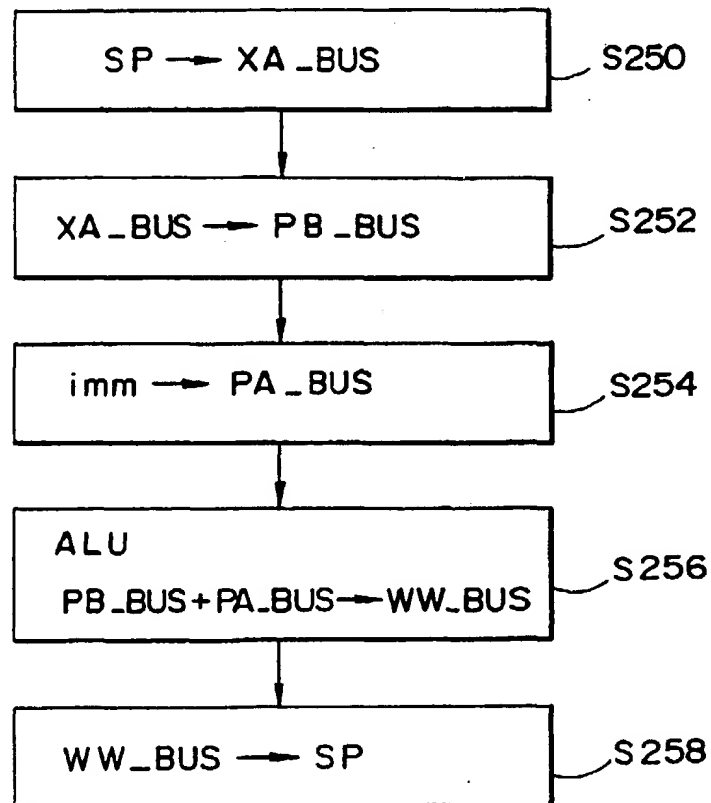 SP → XA_BUS S250
XA_BUS → PB_BUS S252
imm → PA_BUS S254
ALU
PB_BUS+PA_BUS→WW_BUS S256
WW_BUS → SP S258